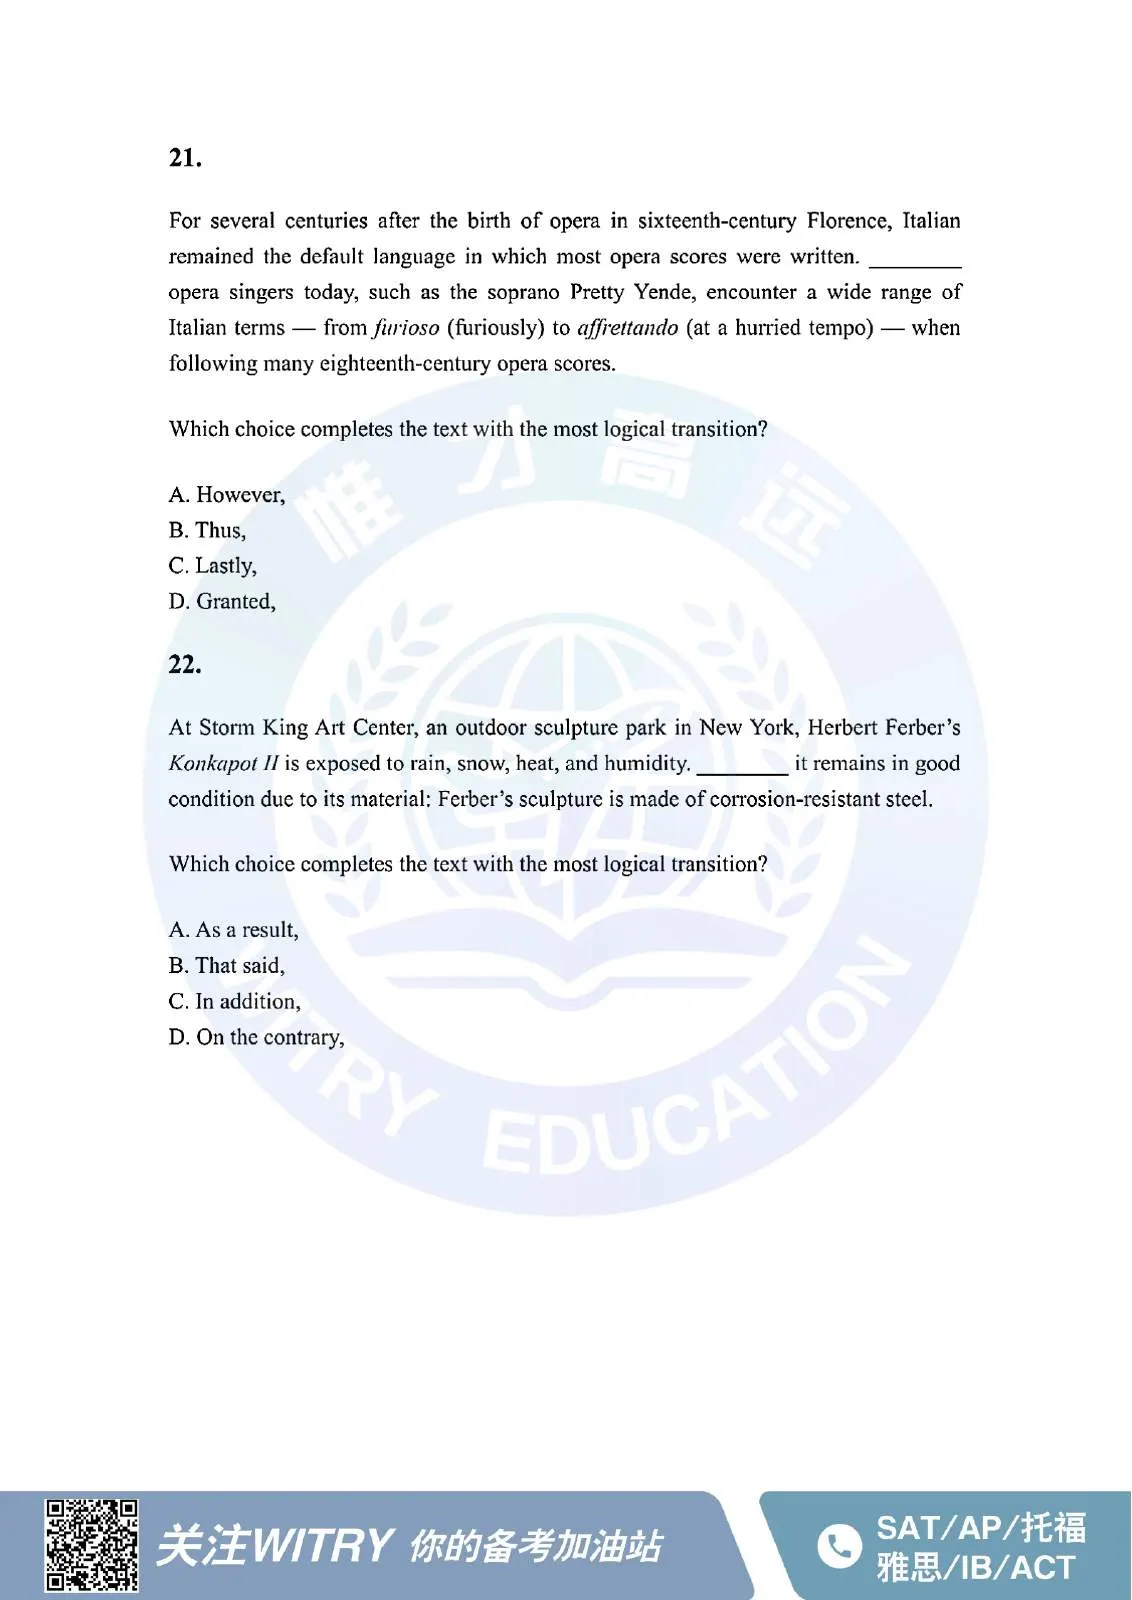 21.
For several centuries after the birth of opera in sixteenth-century Florence, Italian
remained the default language in which most opera scores were written. ________
opera singers today, such as the soprano Pretty Yende, encounter a wide range of
Italian terms — from furioso (furiously) to affrettando (at a hurried tempo) — when
following many eighteenth-century opera scores.
Which choice completes the text with the most logical transition?
A. However,
B. Thus,
C. Lastly,
D. Granted,
22.
At Storm King Art Center, an outdoor sculpture park in New York, Herbert Ferber’s
Konkapot II is exposed to rain, snow, heat, and humidity. ________ it remains in good
condition due to its material: Ferber’s sculpture is made of corrosion-resistant steel.
Which choice completes the text with the most logical transition?
A. As a result,
B. That said,
C. In addition,
D. On the contrary,
惟才高远
WITRY EDUCATION
关注WITRY 你的备考加油站
SAT/AP/托福
雅思/IB/ACT